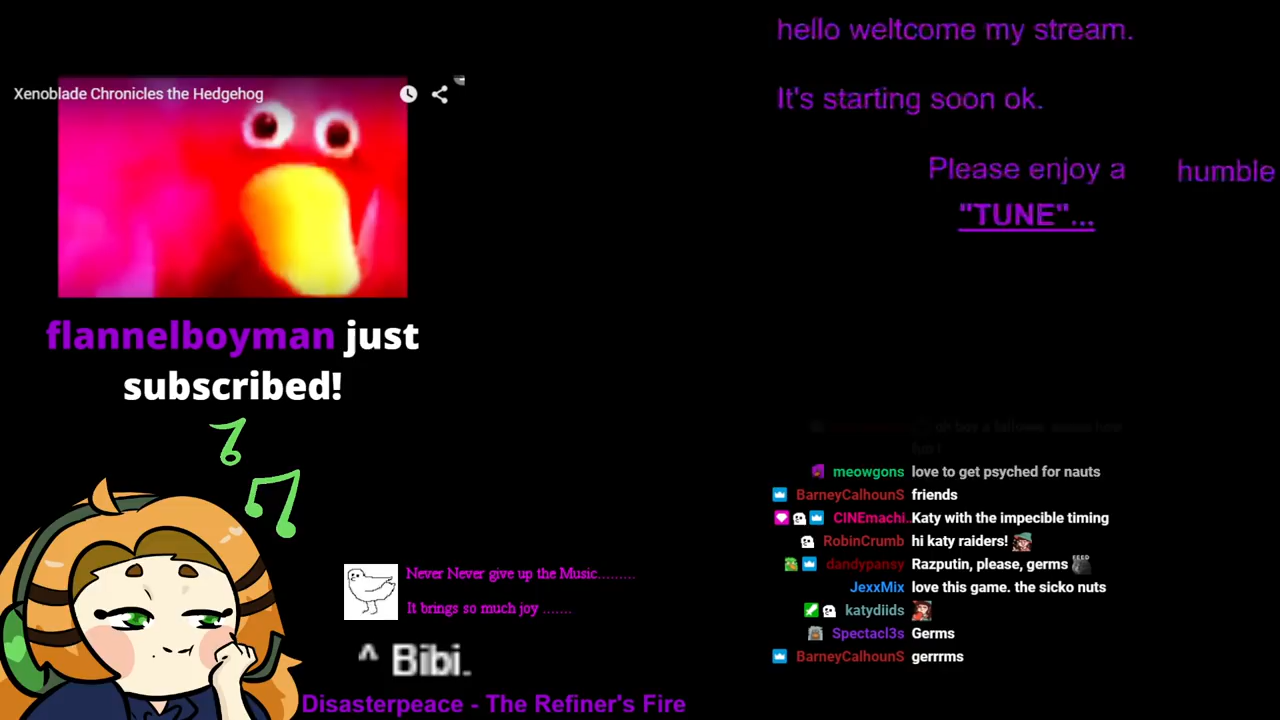 hello weltcome my stream.
It's starting soon ok.
Please enjoy a humble
"TUNE"...
Xenoblade Chronicles the Hedgehog
flannelboyman just
subscribed!
meowgons love to get psyched for nauts
BarneyCalhounS friends
CINEmachi.. Katy with the impecible timing
RobinCrumb hi katy raiders!
dandypansy Razputin, please, germs
JexxMix love this game. the sicko nuts
katydiids
Spectacl3s Germs
BarneyCalhounS gerrrms
Never Never give up the Music.........
It brings so much joy .......
^ Bibi.
Disasterpeace - The Refiner's Fire